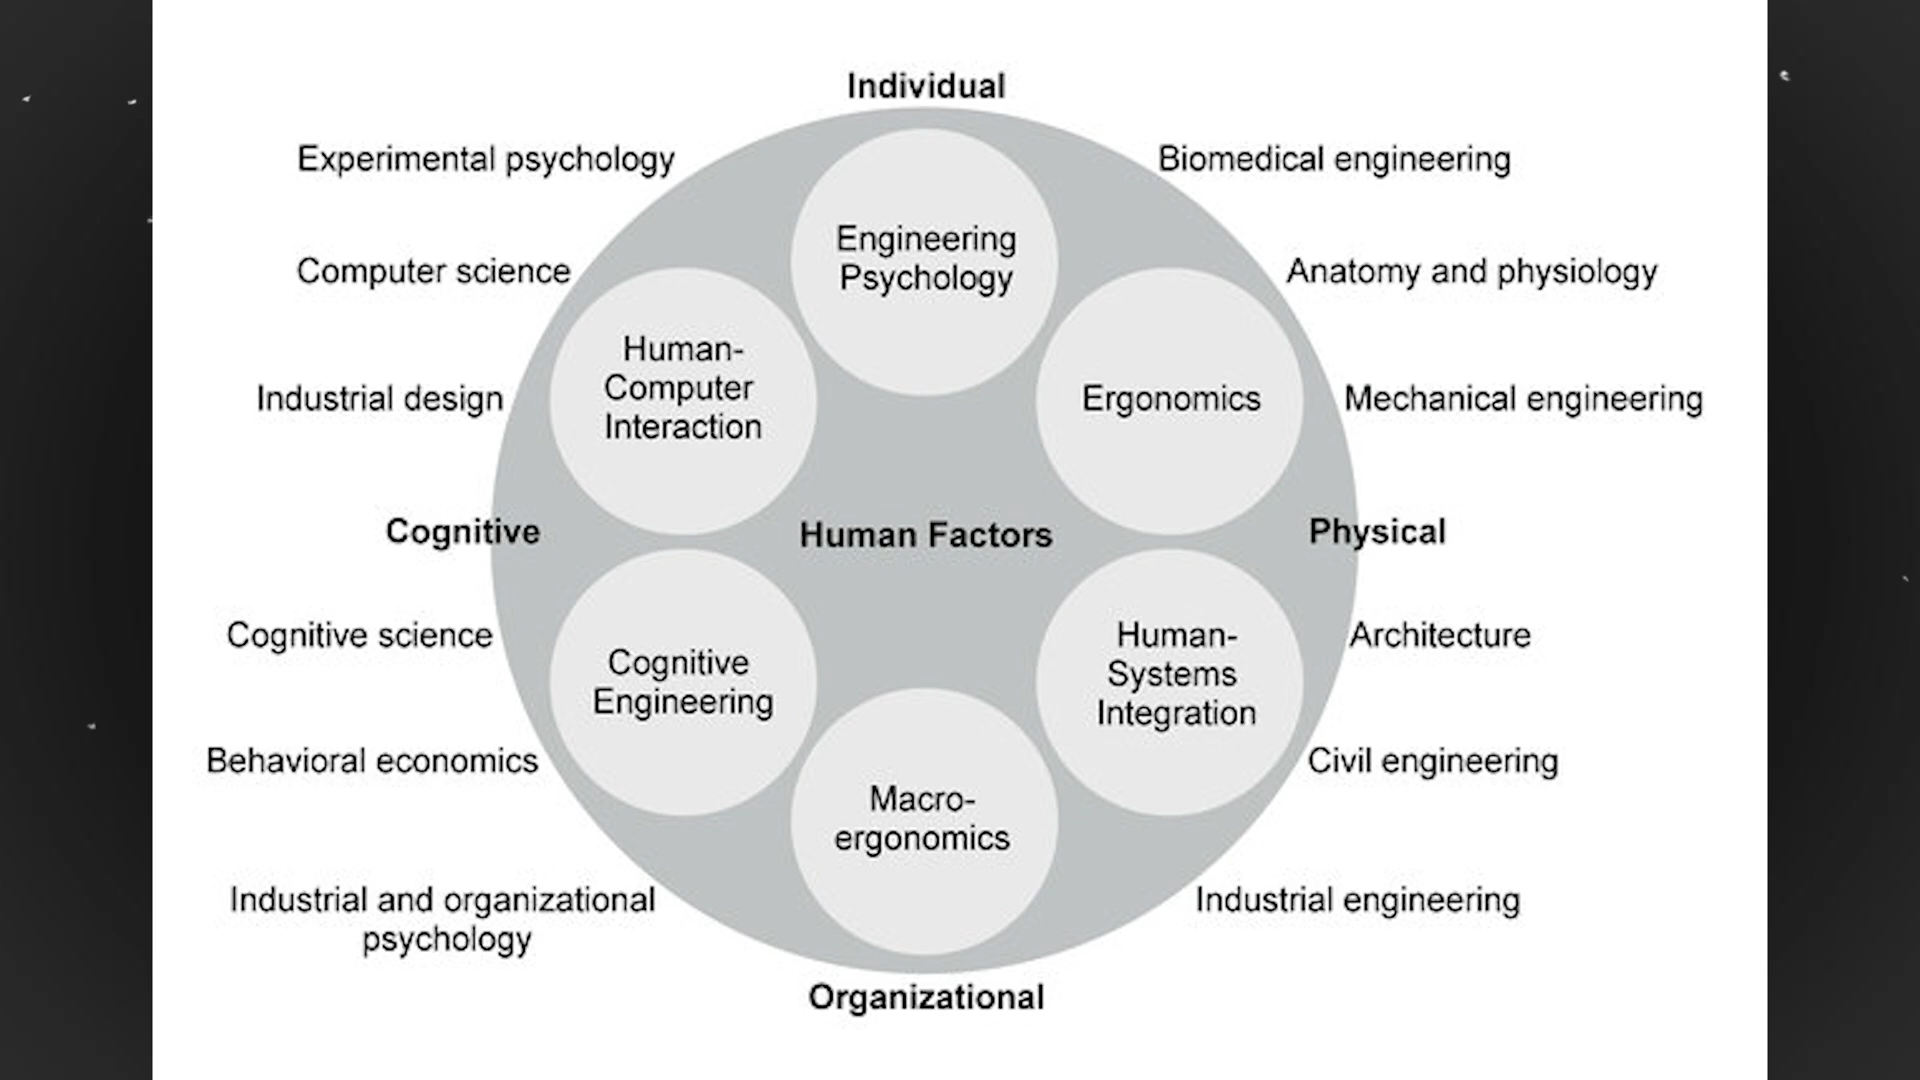 Individual
Experimental psychology
Biomedical engineering
Engineering
Psychology
Computer science
Anatomy and physiology
Human-
Computer
Interaction
Industrial design
Ergonomics
Mechanical engineering
Cognitive
Human Factors
Physical
Cognitive science
Cognitive
Engineering
Human-
Systems
Integration
Architecture
Behavioral economics
Macro-
ergonomics
Civil engineering
Industrial and organizational
psychology
Industrial engineering
Organizational